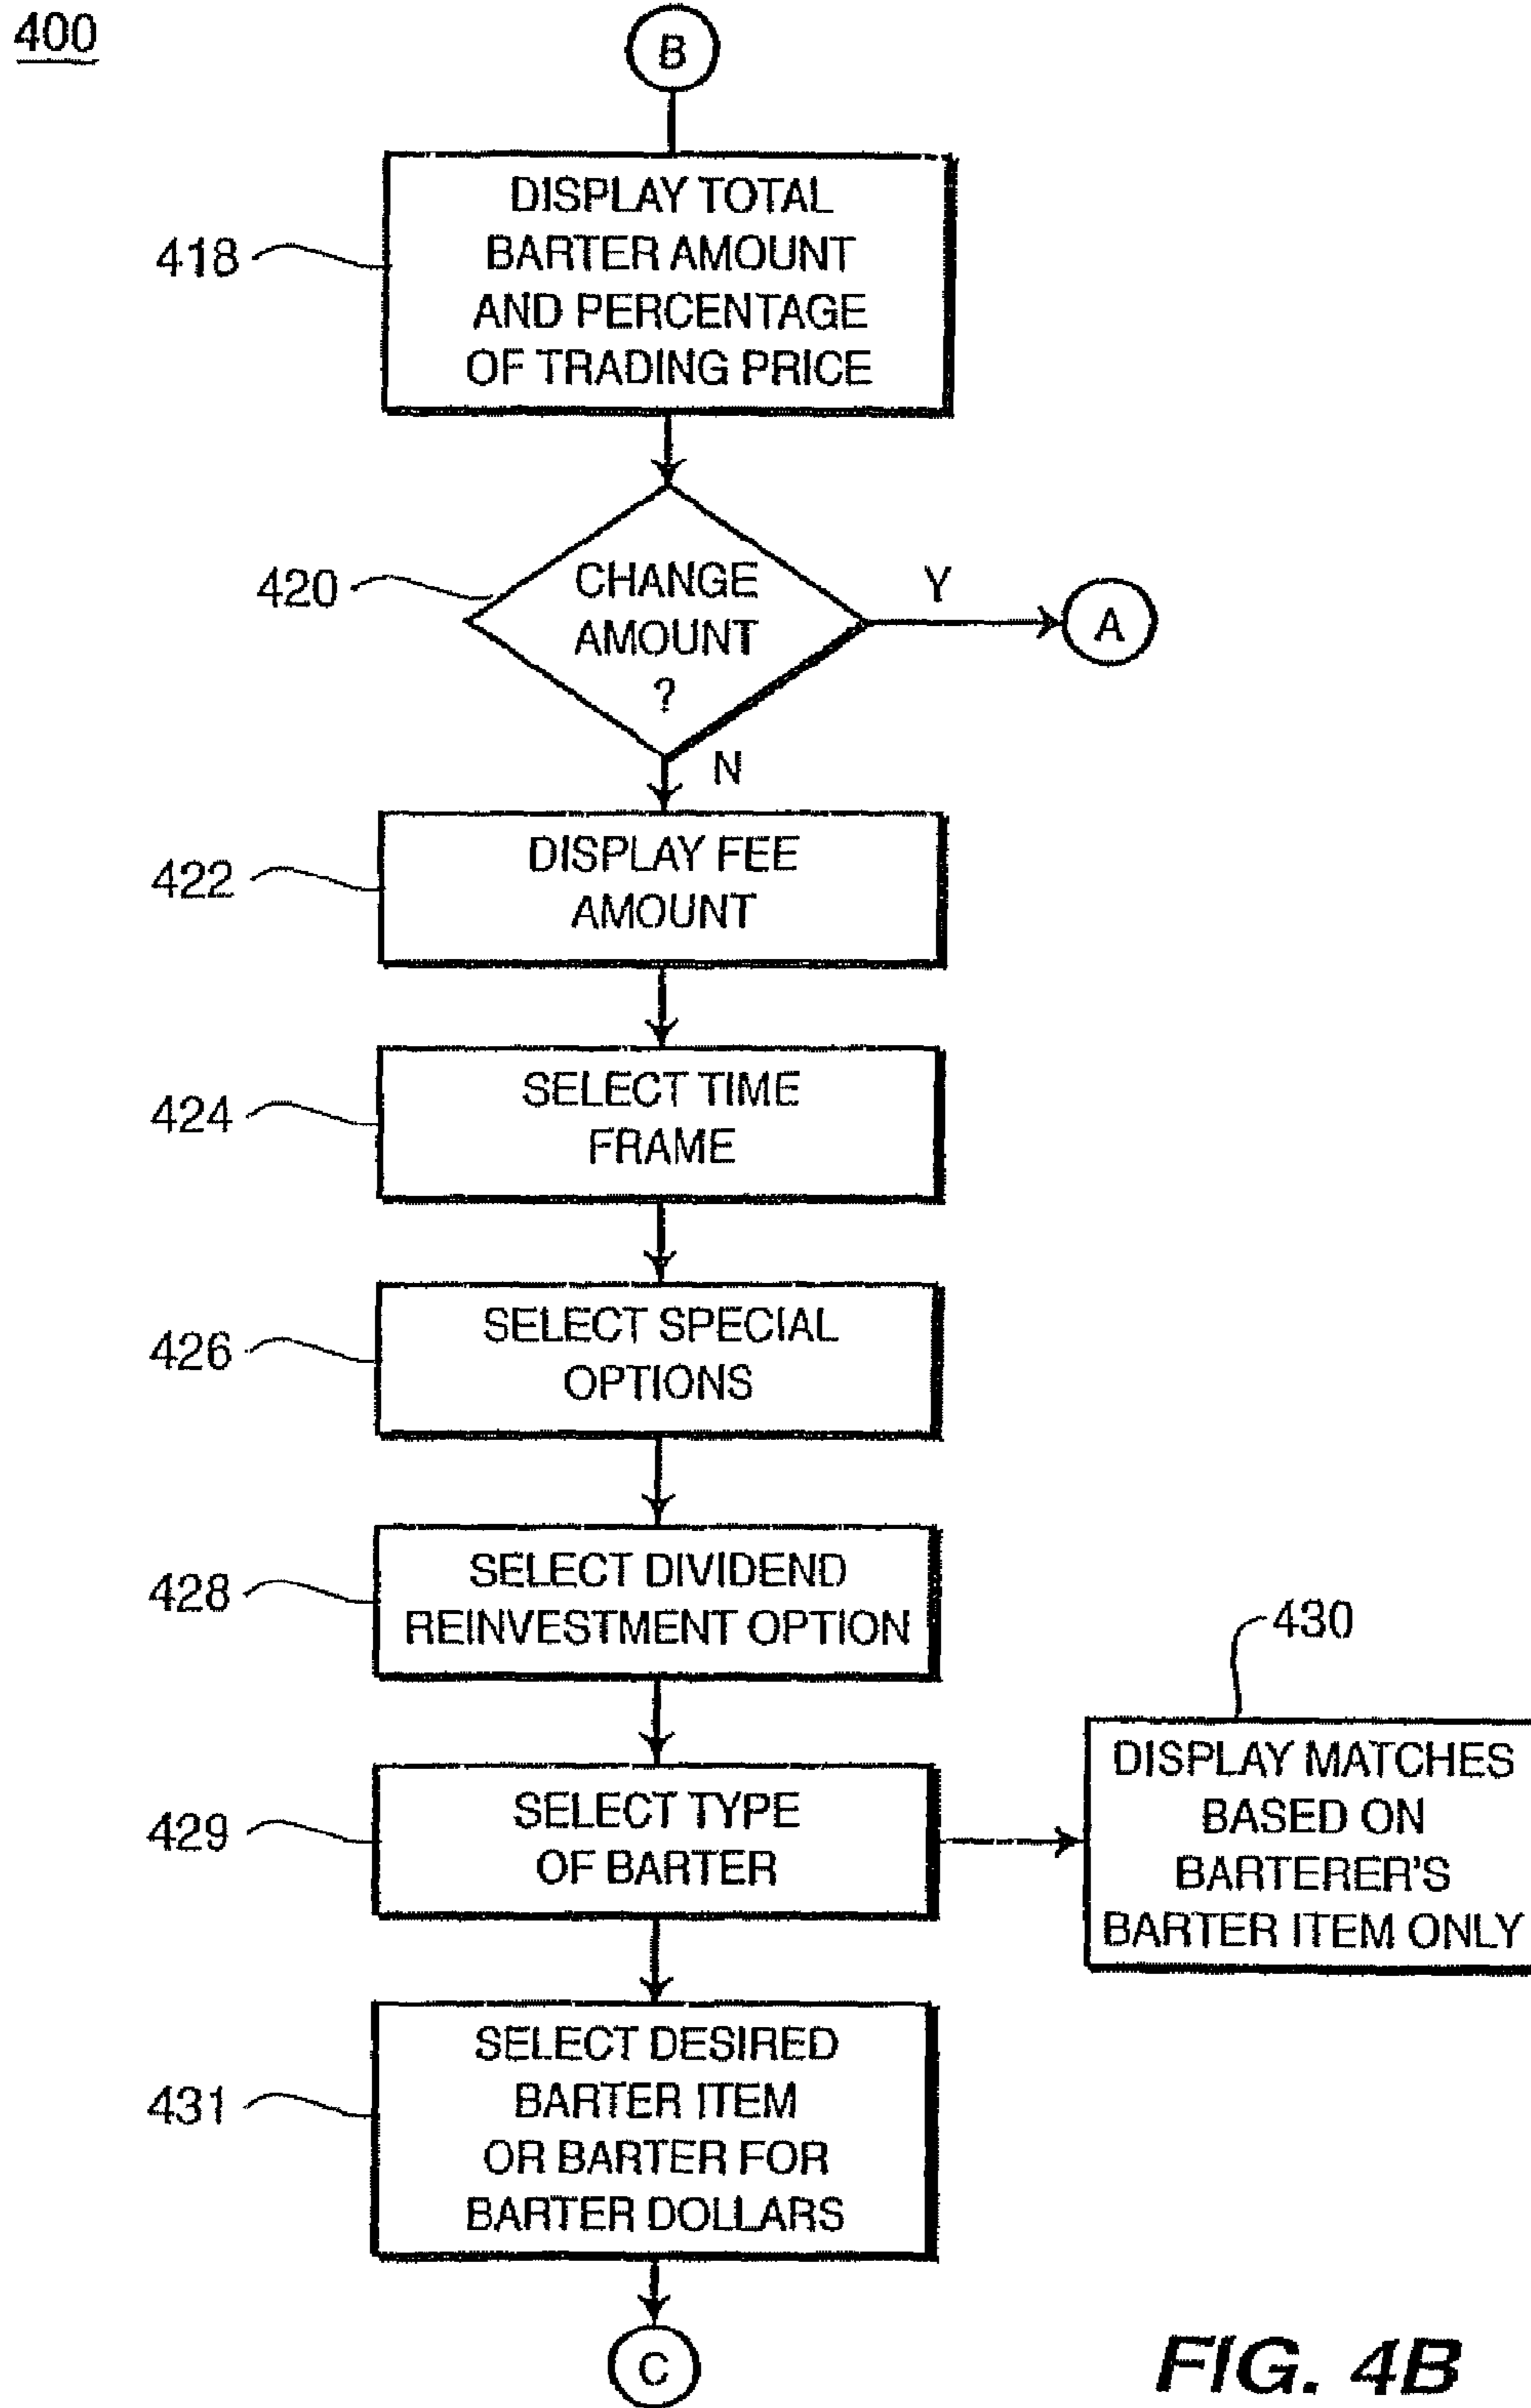 400
B
418
DISPLAY TOTAL
BARTER AMOUNT
AND PERCENTAGE
OF TRADING PRICE
420
CHANGE
AMOUNT
?
Y
A
N
422
DISPLAY FEE
AMOUNT
424
SELECT TIME
FRAME
426
SELECT SPECIAL
OPTIONS
428
SELECT DIVIDEND
REINVESTMENT OPTION
429
SELECT TYPE
OF BARTER
430
DISPLAY MATCHES
BASED ON
BARTERER'S
BARTER ITEM ONLY
431
SELECT DESIRED
BARTER ITEM
OR BARTER FOR
BARTER DOLLARS
C
FIG. 4B